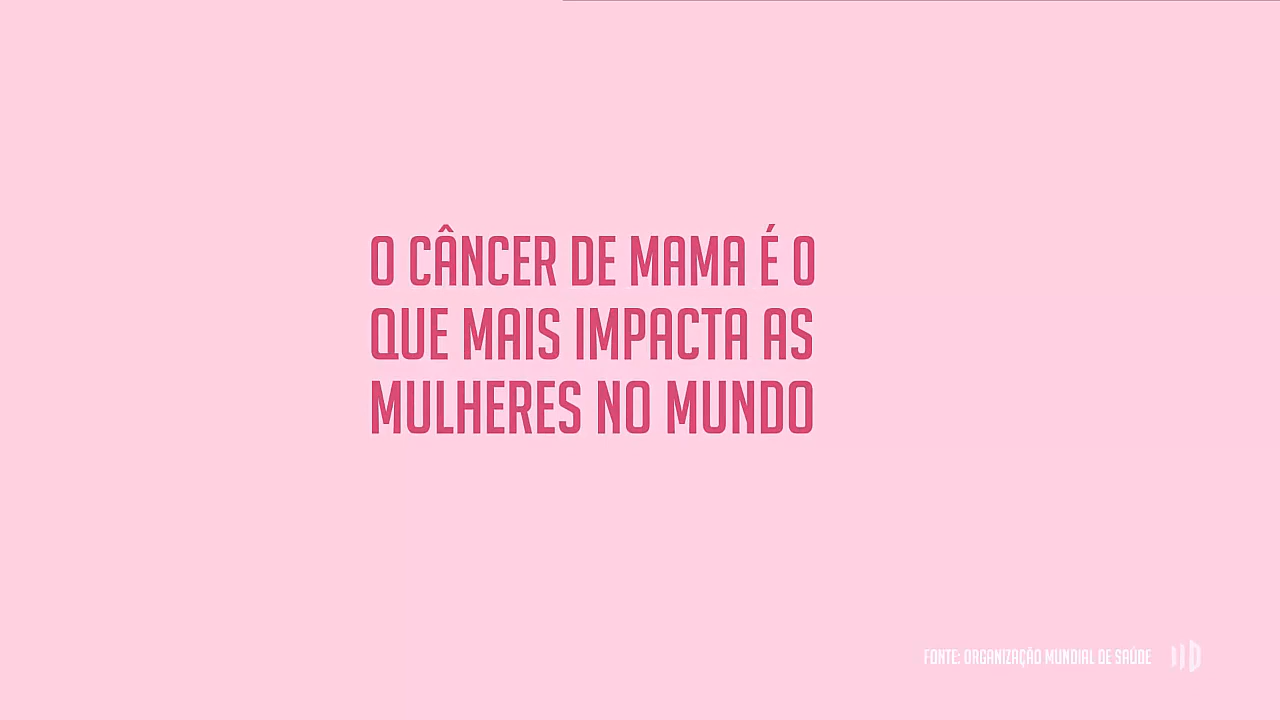 O CÂNCER DE MAMA É O
QUE MAIS IMPACTA AS
MULHERES NO MUNDO
FONTE: ORGANIZAÇÃO MUNDIAL DE SAÚDE